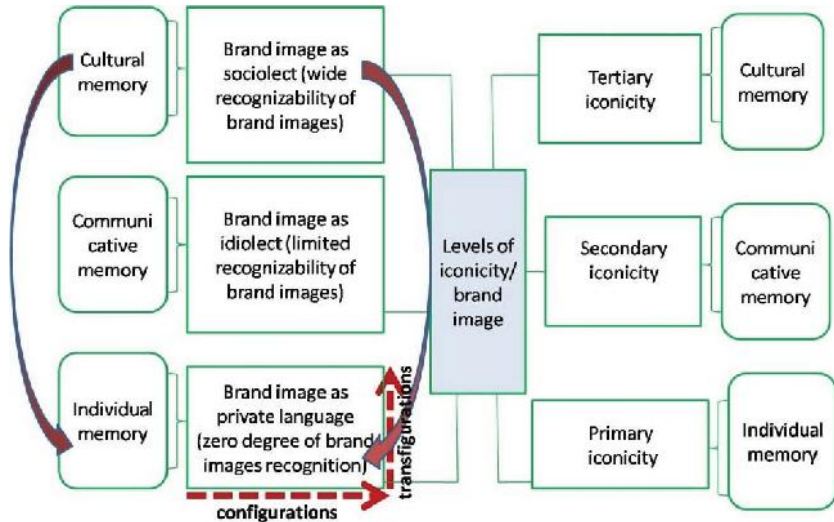 Cultural
memory
Brand image as
sociolect (wide
recognizability of
brand images)
Tertiary
iconicity
Cultural
memory
Communi
cative
memory
Brand image as
idiolect (limited
recognizability of
brand images)
Levels of
iconicity/
brand
image
Secondary
iconicity
Communi
cative
memory
Individual
memory
Brand image as
private language
(zero degree of brand
images recognition)
transfigurations
configurations
Primary
iconicity
Individual
memory